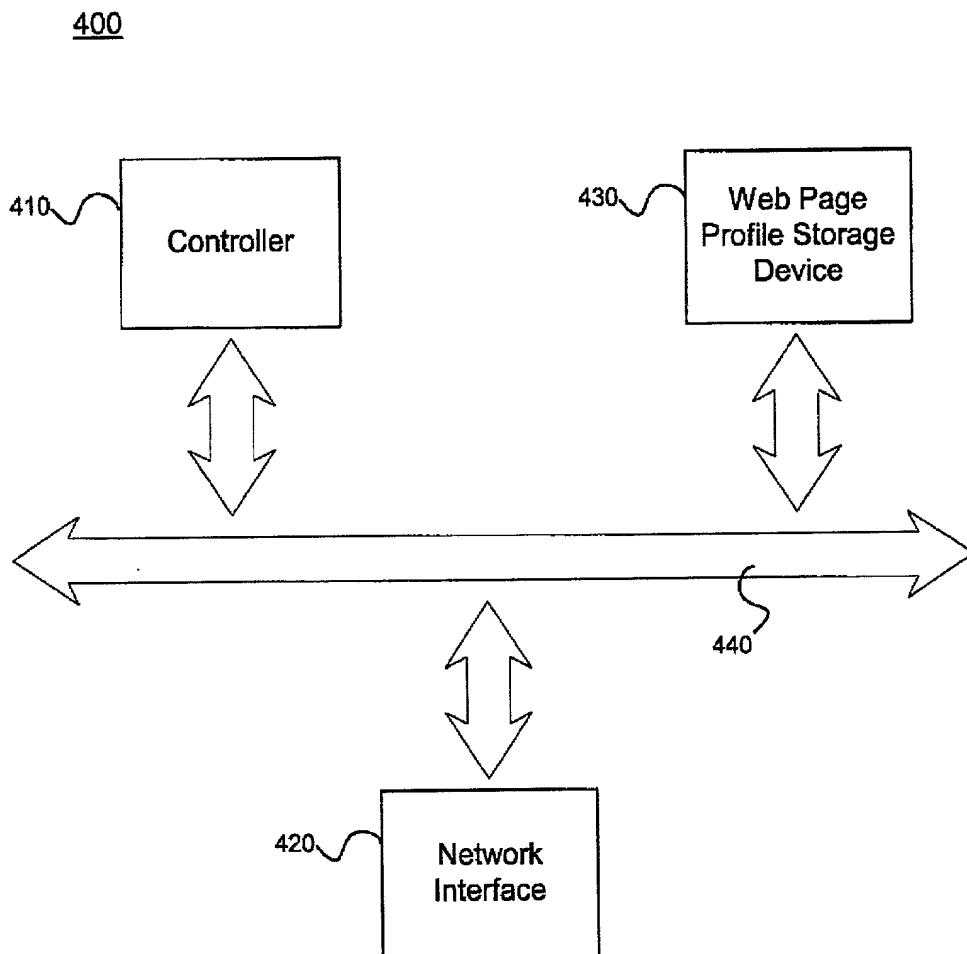 400
410
Controller
430
Web Page
Profile Storage
Device
440
420
Network
Interface